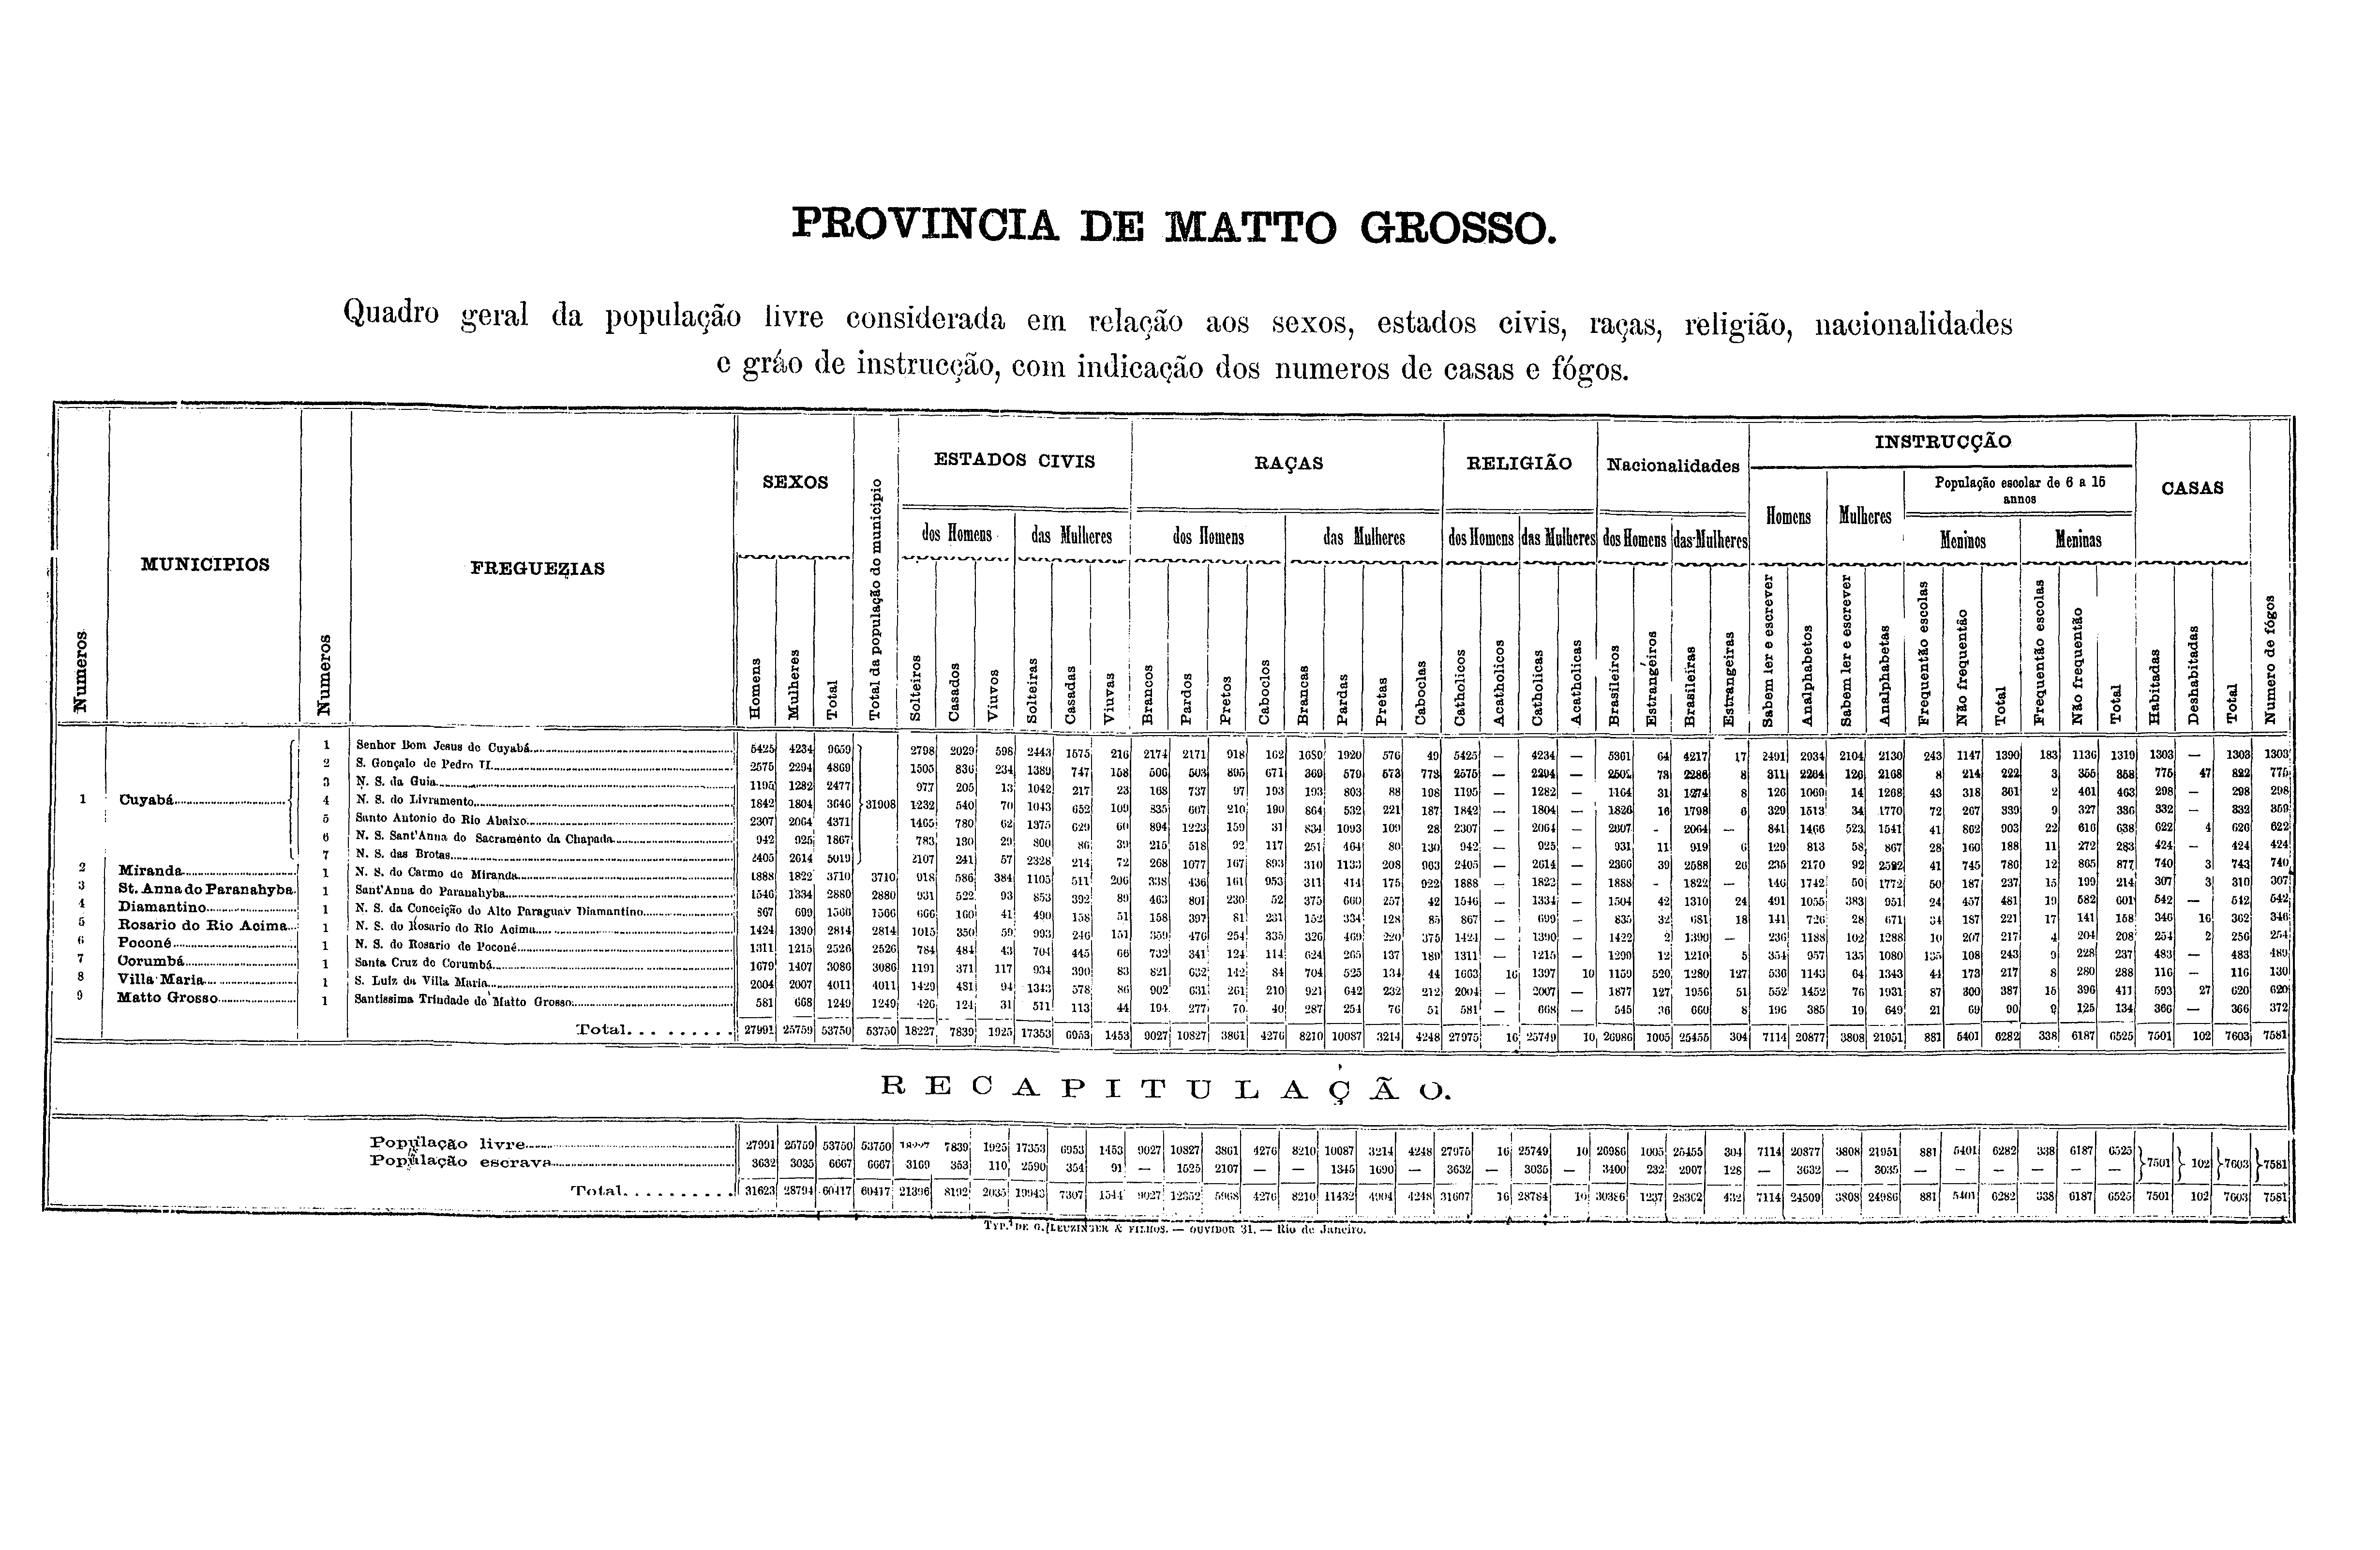 PROVINCIA DE MATTO GROSSO.
Quadro geral da população livre considerada em relação aos sexos, estados civis, raças, religião, nacionalidades
e gráo de instrucção, com indicação dos numeros de casas e fógos.
Numeros MUNICIPIOS Numeros FREGUEZIAS SEXOS Total da população do municipio ESTADOS CIVIS RAÇAS RELIGIÃO Nacionalidades INSTRUCÇÃO CASAS Numero de fógos
Homens Mulheres População escolar de 6 a 15 annos
dos Homens das Mulheres dos Homens das Mulheres dos Homens das Mulheres dos Homens das Mulheres Meninos Meninas
Homens Mulheres Total Solteiros Casados Viuvos Solteiras Casadas Viuvas Brancos Pardos Pretos Caboclos Brancas Pardas Pretas Caboclas Catholicos Acatholicos Catholicas Acatholicas Brasileiros Estrangeiros Brasileiras Estrangeiras Sabem ler e escrever Analphabetos Sabem ler e escrever Analphabetas Frequentão escolas Não frequentão Total Frequentão escolas Não frequentão Total Habitadas Deshabitadas Total
1 Cuyabá 1 Senhor Bom Jesus de Cuyabá 5425 4234 9659 31908 2798 2029 598 2443 1575 216 2174 2171 918 162 1689 1920 576 49 5425 — 4234 — 5361 64 4217 17 2491 2934 2104 2130 243 1147 1390 183 1136 1319 1303 — 1303 1303
2 S. Gonçalo de Pedro II 2575 2294 4869 1505 836 234 1389 747 158 506 503 895 671 369 579 573 773 2575 — 2294 — 2502 73 2286 8 311 2264 126 2168 8 214 222 3 355 358 775 47 822 775
3 N. S. da Guia 1195 1282 2477 977 205 13 1042 217 23 168 737 97 193 193 803 88 198 1195 — 1282 — 1164 31 1274 8 126 1069 14 1268 43 318 361 2 461 463 298 — 298 298
4 N. S. do Livramento 1842 1804 3646 1232 540 70 1043 652 109 835 607 210 190 864 532 221 187 1842 — 1804 — 1826 16 1798 6 329 1513 34 1770 72 267 339 9 327 336 332 — 332 359
5 Santo Antonio do Rio Abaixo 2307 2064 4371 1465 780 62 1375 629 60 894 1223 159 31 834 1093 109 28 2307 — 2064 — 2307 - 2064 — 841 1466 523 1541 41 862 903 22 616 638 622 4 626 622
6 N. S. Sant'Anna do Sacramento da Chapada 942 925 1867 783 130 29 800 86 39 215 518 92 117 251 464 80 130 942 — 925 — 931 11 919 6 129 813 58 867 28 160 188 11 272 283 424 — 424 424
7 N. S. das Brotas 2405 2614 5019 2107 241 57 2328 214 72 268 1077 167 893 310 1133 208 963 2405 — 2614 — 2366 39 2588 26 235 2170 92 2522 41 745 786 12 865 877 740 3 743 740
2 Miranda 1 N. S. do Carmo de Miranda 1888 1822 3710 3710 918 586 384 1105 511 206 338 436 161 953 311 414 175 922 1888 — 1822 — 1888 - 1822 — 146 1742 50 1772 50 187 237 15 199 214 307 3 310 307
3 St. Anna do Paranahyba 1 Sant'Anna do Paranahyba 1546 1334 2880 2880 931 522 93 853 392 89 463 801 230 52 375 660 257 42 1546 — 1334 — 1504 42 1310 24 491 1055 383 951 24 457 481 19 582 601 542 — 542 542
4 Diamantino 1 N. S. da Conceição do Alto Paraguay Diamantino 867 699 1566 1566 666 160 41 490 158 51 158 397 81 231 152 334 128 85 867 — 699 — 835 32 681 18 141 726 28 671 34 187 221 17 141 158 346 16 362 346
5 Rosario do Rio Acima 1 N. S. do Rosario do Rio Acima 1424 1390 2814 2814 1015 350 59 993 246 151 359 476 254 335 326 469 220 375 1424 — 1390 — 1422 2 1390 — 236 1188 102 1288 10 207 217 4 204 208 254 2 256 254
6 Poconé 1 N. S. do Rosario de Poconé 1311 1215 2526 2526 784 484 43 704 445 66 732 341 124 114 624 265 137 189 1311 — 1215 — 1299 12 1210 5 354 957 135 1080 135 108 243 9 228 237 483 — 483 489
7 Corumbá 1 Santa Cruz de Corumbá 1679 1407 3086 3086 1191 371 117 934 390 83 821 632 142 84 704 525 134 44 1663 16 1397 10 1159 520 1280 127 536 1143 64 1343 44 173 217 8 280 288 116 — 116 130
8 Villa Maria 1 S. Luiz da Villa Maria 2004 2007 4011 4011 1429 481 94 1343 578 86 902 631 261 210 921 642 232 212 2004 — 2007 — 1877 127 1956 51 552 1452 76 1931 87 300 387 15 396 411 593 27 620 620
9 Matto Grosso 1 Santissima Trindade de Matto Grosso 581 668 1249 1249 426 124 31 511 113 44 194 277 70 40 287 254 76 51 581 — 668 — 545 36 660 8 196 385 19 649 21 69 90 9 125 134 366 — 366 372
Total 27991 25759 53750 53750 18227 7839 1925 17353 6953 1453 9027 10827 3861 4276 8210 10087 3214 4248 27975 16 25749 10 26986 1005 25455 304 7114 20877 3808 21951 881 5401 6282 338 6187 6525 7501 102 7603 7581
RECAPITULAÇÃO.
População livre 27991 25759 53750 53750 18227 7839 1925 17353 6953 1453 9027 10827 3861 4276 8210 10087 3214 4248 27975 16 25749 10 26986 1005 25455 304 7114 20877 3808 21951 881 5401 6282 338 6187 6525 7501 102 7603 7581
População escrava 3632 3035 6667 6667 3169 353 110 2590 354 91 — 1525 2107 — — 1345 1690 — 3632 — 3035 — 3400 232 2907 128 — 3632 — 3035 — — — — — —
Total 31623 28794 60417 60417 21396 8192 2035 19943 7307 1544 9027 12352 5968 4276 8210 11432 4904 4248 31607 16 28784 10 30386 1237 28362 432 7114 24509 3808 24986 881 5401 6282 338 6187 6525 7501 102 7603 7581
TYP. DE G. LEUZINGER & FILHOS. — OUVIDOR 31. — Rio de Janeiro.